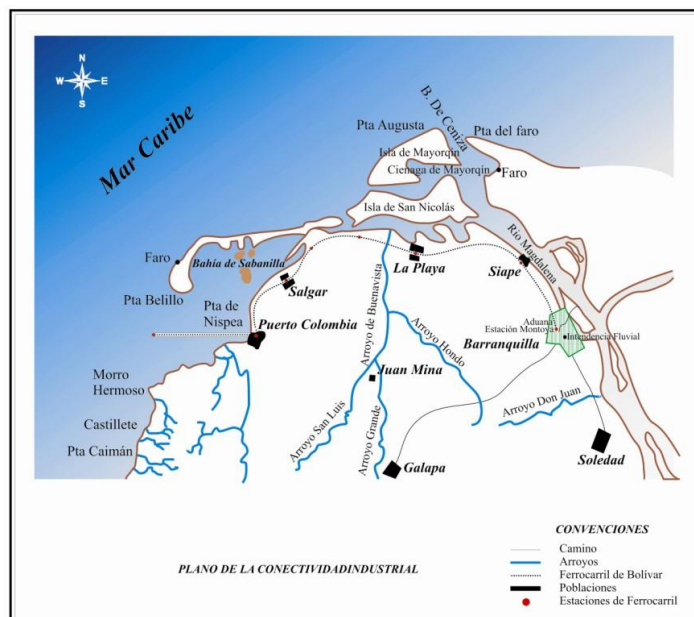 N
W E
S
Mar Caribe
B. De Ceniza
Pta Augusta
Pta del faro
Isla de Mayorqín
Cienaga de Mayorqín
Faro
Isla de San Nicolás
Río Magdalena
Faro
Bahía de Sabanilla
La Playa
Siape
Salgar
Pta Belillo
Pta de
Nispea
Puerto Colombia
Arroyo de Buenavista
Aduana
Estación Montoya
Intendencia Fluvial
Barranquilla
Arroyo Hondo
Morro
Hermoso
Juan Mina
Castillete
Arroyo San Luis
Arroyo Grande
Arroyo Don Juan
Pta Caimán
Galapa
Soledad
CONVENCIONES
Camino
Arroyos
Ferrocarril de Bolívar
Poblaciones
Estaciones de Ferrocarril
PLANO DE LA CONECTIVIDADINDUSTRIAL